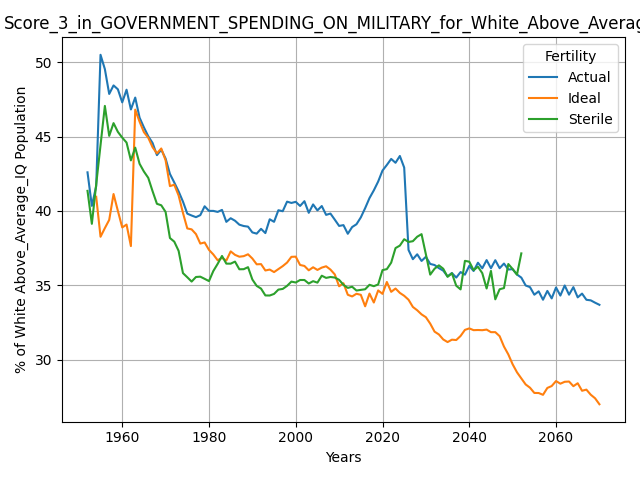 Score_3_in_GOVERNMENT_SPENDING_ON_MILITARY_for_White_Above_Averag
% of White Above_Average_IQ Population
50
45
40
35
30
Fertility
Actual
Ideal
Sterile
1960 1980 2000 2020 2040 2060
Years